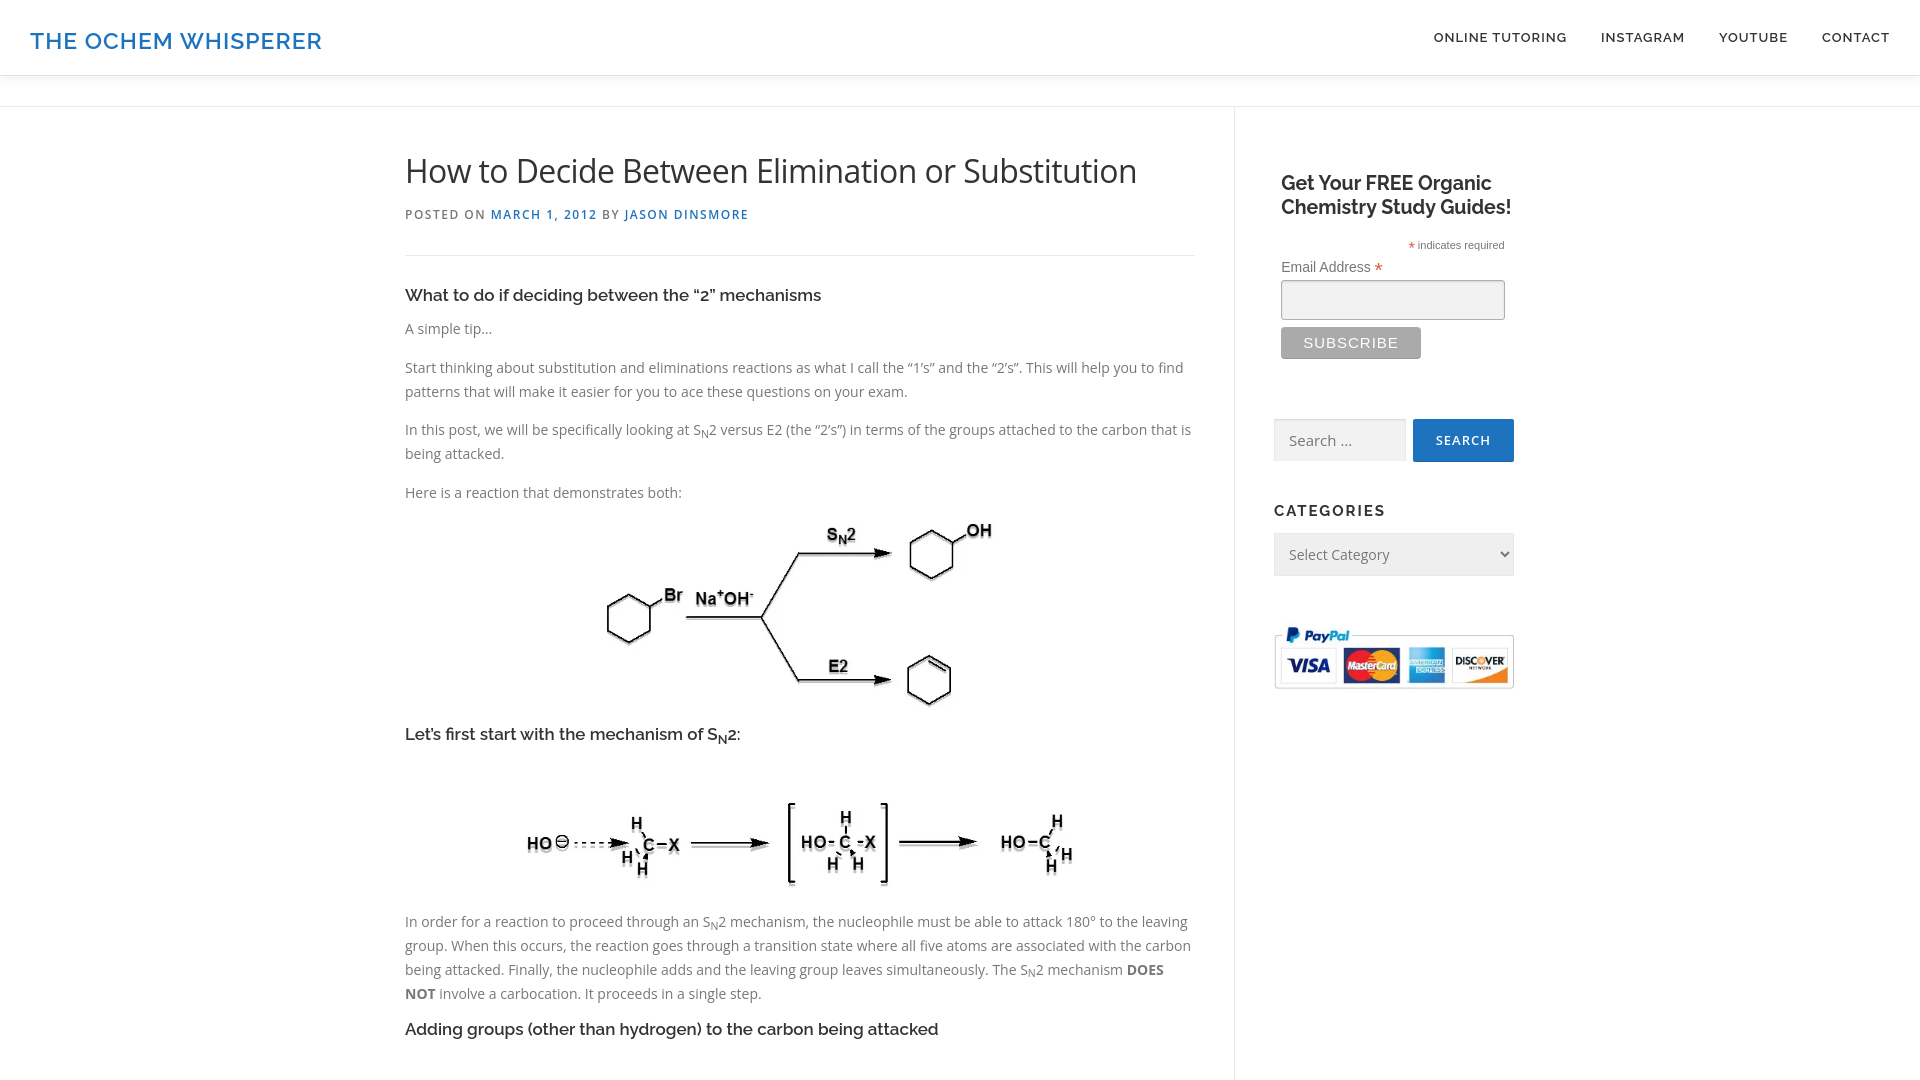 THE OCHEM WHISPERER
ONLINE TUTORING INSTAGRAM YOUTUBE CONTACT
How to Decide Between Elimination or Substitution
POSTED ON MARCH 1, 2012 BY JASON DINSMORE
What to do if deciding between the “2” mechanisms
A simple tip…
Start thinking about substitution and eliminations reactions as what I call the “1’s” and the “2’s”. This will help you to find
patterns that will make it easier for you to ace these questions on your exam.
In this post, we will be specifically looking at SN2 versus E2 (the “2’s”) in terms of the groups attached to the carbon that is
being attacked.
Here is a reaction that demonstrates both:
SN2
OH
Br
Na+OH-
E2
Let’s first start with the mechanism of SN2:
HO⊖ H C–X H H
HO- C -X H H H
HO–C H H H
In order for a reaction to proceed through an SN2 mechanism, the nucleophile must be able to attack 180° to the leaving
group. When this occurs, the reaction goes through a transition state where all five atoms are associated with the carbon
being attacked. Finally, the nucleophile adds and the leaving group leaves simultaneously. The SN2 mechanism DOES
NOT involve a carbocation. It proceeds in a single step.
Adding groups (other than hydrogen) to the carbon being attacked
Get Your FREE Organic
Chemistry Study Guides!
* indicates required
Email Address *
SUBSCRIBE
Search …
SEARCH
CATEGORIES
Select Category
PayPal
VISA MasterCard AMERICAN EXPRESS DISCOVER NETWORK